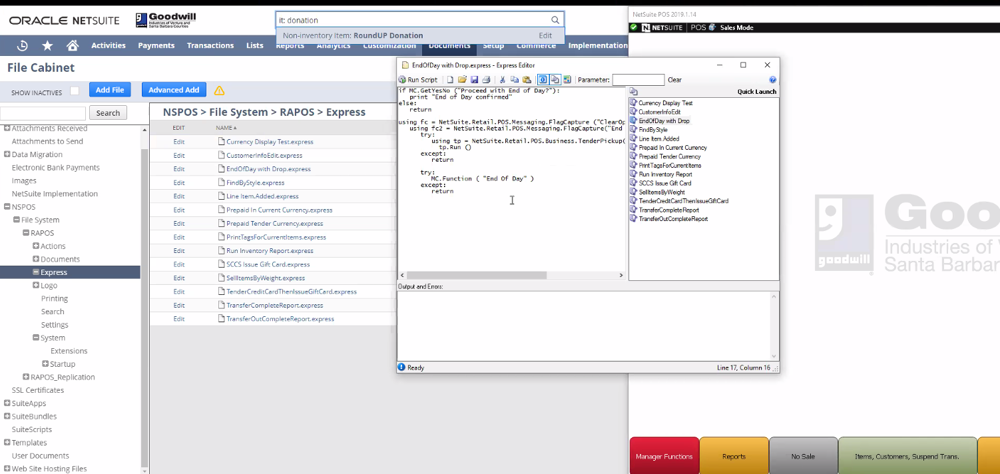 ORACLE NETSUITE
Goodwill
Industries of Ventura and
Santa Barbara Counties
it: donation
Non-inventory Item: RoundUP Donation Edit
Activities Payments Transactions Lists Reports Analytics Customization Documents Setup Commerce Implementation
File Cabinet
SHOW INACTIVES
Add File
Advanced Add
Search
Attachments Received
Attachments to Send
Data Migration
Electronic Bank Payments
Images
NetSuite Implementation
NSPOS
File System
RAPOS
Actions
Documents
Express
Logo
Printing
Search
Settings
System
Extensions
Startup
RAPOS_Replication
SSL Certificates
SuiteApps
SuiteBundles
SuiteScripts
Templates
User Documents
Web Site Hosting Files
NSPOS > File System > RAPOS > Express
EDIT NAME
Edit Currency Display Test.express
Edit CustomerInfoEdit.express
Edit EndOfDay with Drop.express
Edit FindByStyle.express
Edit Line Item.Added.express
Edit Prepaid In Current Currency.express
Edit Prepaid Tender Currency.express
Edit PrintTagsForCurrentItems.express
Edit Run Inventory Report.express
Edit SCCS Issue Gift Card.express
Edit SellItemsByWeight.express
Edit TenderCreditCardThenIssueGiftCard.express
Edit TransferCompleteReport.express
Edit TransferOutCompleteReport.express
EndOfDay with Drop.express - Express Editor
Run Script Parameter: Clear
if MC.GetYesNo ("Proceed with End of Day?"):
print "End of Day confirmed"
else:
return
using fc = NetSuite.Retail.POS.Messaging.FlagCapture ("ClearOp
using fc2 = NetSuite.Retail.POS.Messaging.FlagCapture("End
try:
using tp = NetSuite.Retail.POS.Business.TenderPickup(
tp.Run ()
except:
return
try:
MC.Function ( "End Of Day" )
except:
return
Quick Launch
Currency Display Test
CustomerInfoEdit
EndOfDay with Drop
FindByStyle
Line Item.Added
Prepaid In Current Currency
Prepaid Tender Currency
PrintTagsForCurrentItems
Run Inventory Report
SCCS Issue Gift Card
SellItemsByWeight
TenderCreditCardThenIssueGiftCard
TransferCompleteReport
TransferOutCompleteReport
Output and Errors:
Ready Line 17, Column 16
NetSuite POS 2019.1.14
NETSUITE POS Sales Mode
goodwill
Goo
Industries of V
Santa Barbara
Manager Functions
Reports
No Sale
Items, Customers, Suspend Trans.